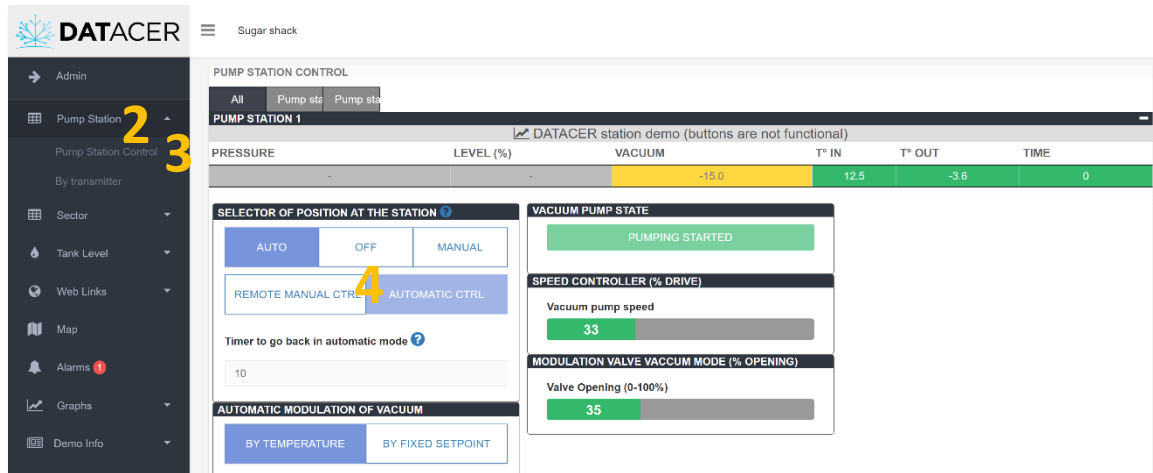 DATACER
Sugar shack
Admin
Pump Station
2
Pump Station Control
3
By transmitter
Sector
Tank Level
Web Links
Map
Alarms 1
Graphs
Demo Info
PUMP STATION CONTROL
All Pump sta Pump sta
PUMP STATION 1
DATACER station demo (buttons are not functional)
PRESSURE LEVEL (%) VACUUM T° IN T° OUT TIME
- - -15.0 12.5 -3.6 0
SELECTOR OF POSITION AT THE STATION ?
AUTO OFF MANUAL
4
REMOTE MANUAL CTRL AUTOMATIC CTRL
Timer to go back in automatic mode ?
10
AUTOMATIC MODULATION OF VACUUM
BY TEMPERATURE BY FIXED SETPOINT
VACUUM PUMP STATE
PUMPING STARTED
SPEED CONTROLLER (% DRIVE)
Vacuum pump speed
33
MODULATION VALVE VACCUM MODE (% OPENING)
Valve Opening (0-100%)
35